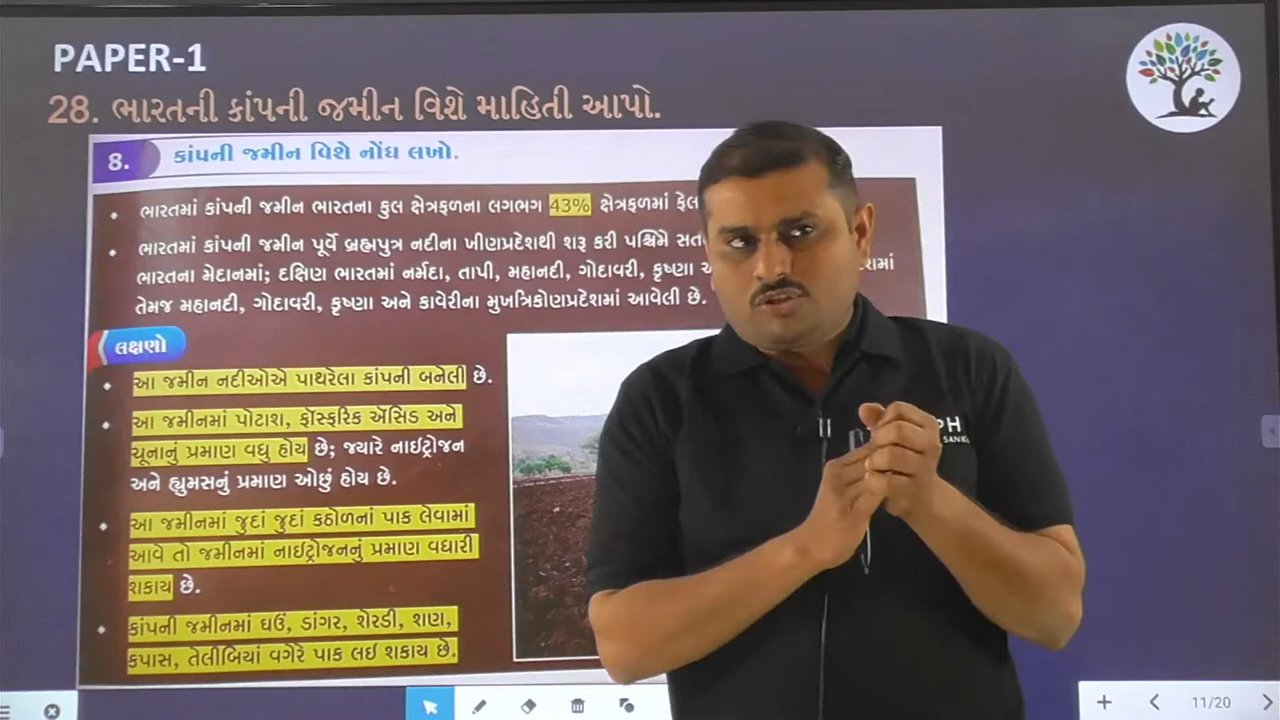 PAPER-1
28. ભારતની કાંપની જમીન વિશે માહિતી આપો.
8. કાંપની જમીન વિશે નોંધ લખો.
ભારતમાં કાંપની જમીન ભારતના કુલ ક્ષેત્રફળના લગભગ 43% ક્ષેત્રફળમાં
ભારતમાં કાંપની જમીન પૂર્વે બ્રહ્મપુત્ર નદીના ખીણપ્રદેશથી શરૂ કરી પશ્ચિમે
ભારતના મેદાનમાં; દક્ષિણ ભારતમાં નર્મદા, તાપી, મહાનદી, ગોદાવરી, કૃષ્ણા
તેમજ મહાનદી, ગોદાવરી, કૃષ્ણા અને કાવેરીના મુખત્રિકોણપ્રદેશમાં આવેલી છે.
લક્ષણો
આ જમીન નદીઓએ પાથરેલા કાંપની બનેલી છે.
આ જમીનમાં પોટાશ, ફૉસ્ફરિક ઍસિડ અને
ચૂનાનું પ્રમાણ વધુ હોય છે; જ્યારે નાઇટ્રોજન
અને હ્યુમસનું પ્રમાણ ઓછું હોય છે.
આ જમીનમાં જુદાં જુદાં કઠોળનાં પાક લેવામાં
આવે તો જમીનમાં નાઇટ્રોજનનું પ્રમાણ વધારી
શકાય છે.
કાંપની જમીનમાં ઘઉં, ડાંગર, શેરડી, શણ,
કપાસ, તેલીબિયાં વગેરે પાક લઈ શકાય છે.
11/20